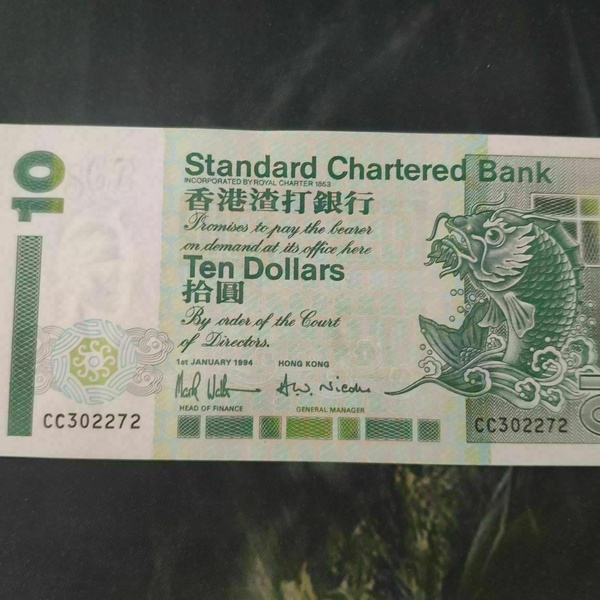 10
Standard Chartered Bank
INCORPORATED BY ROYAL CHARTER 1853
香港渣打銀行
Promises to pay the bearer
on demand at its office here
Ten Dollars
拾圓
By order of the Court
of Directors.
1st JANUARY 1994 HONG KONG
HEAD OF FINANCE GENERAL MANAGER
CC302272 CC302272